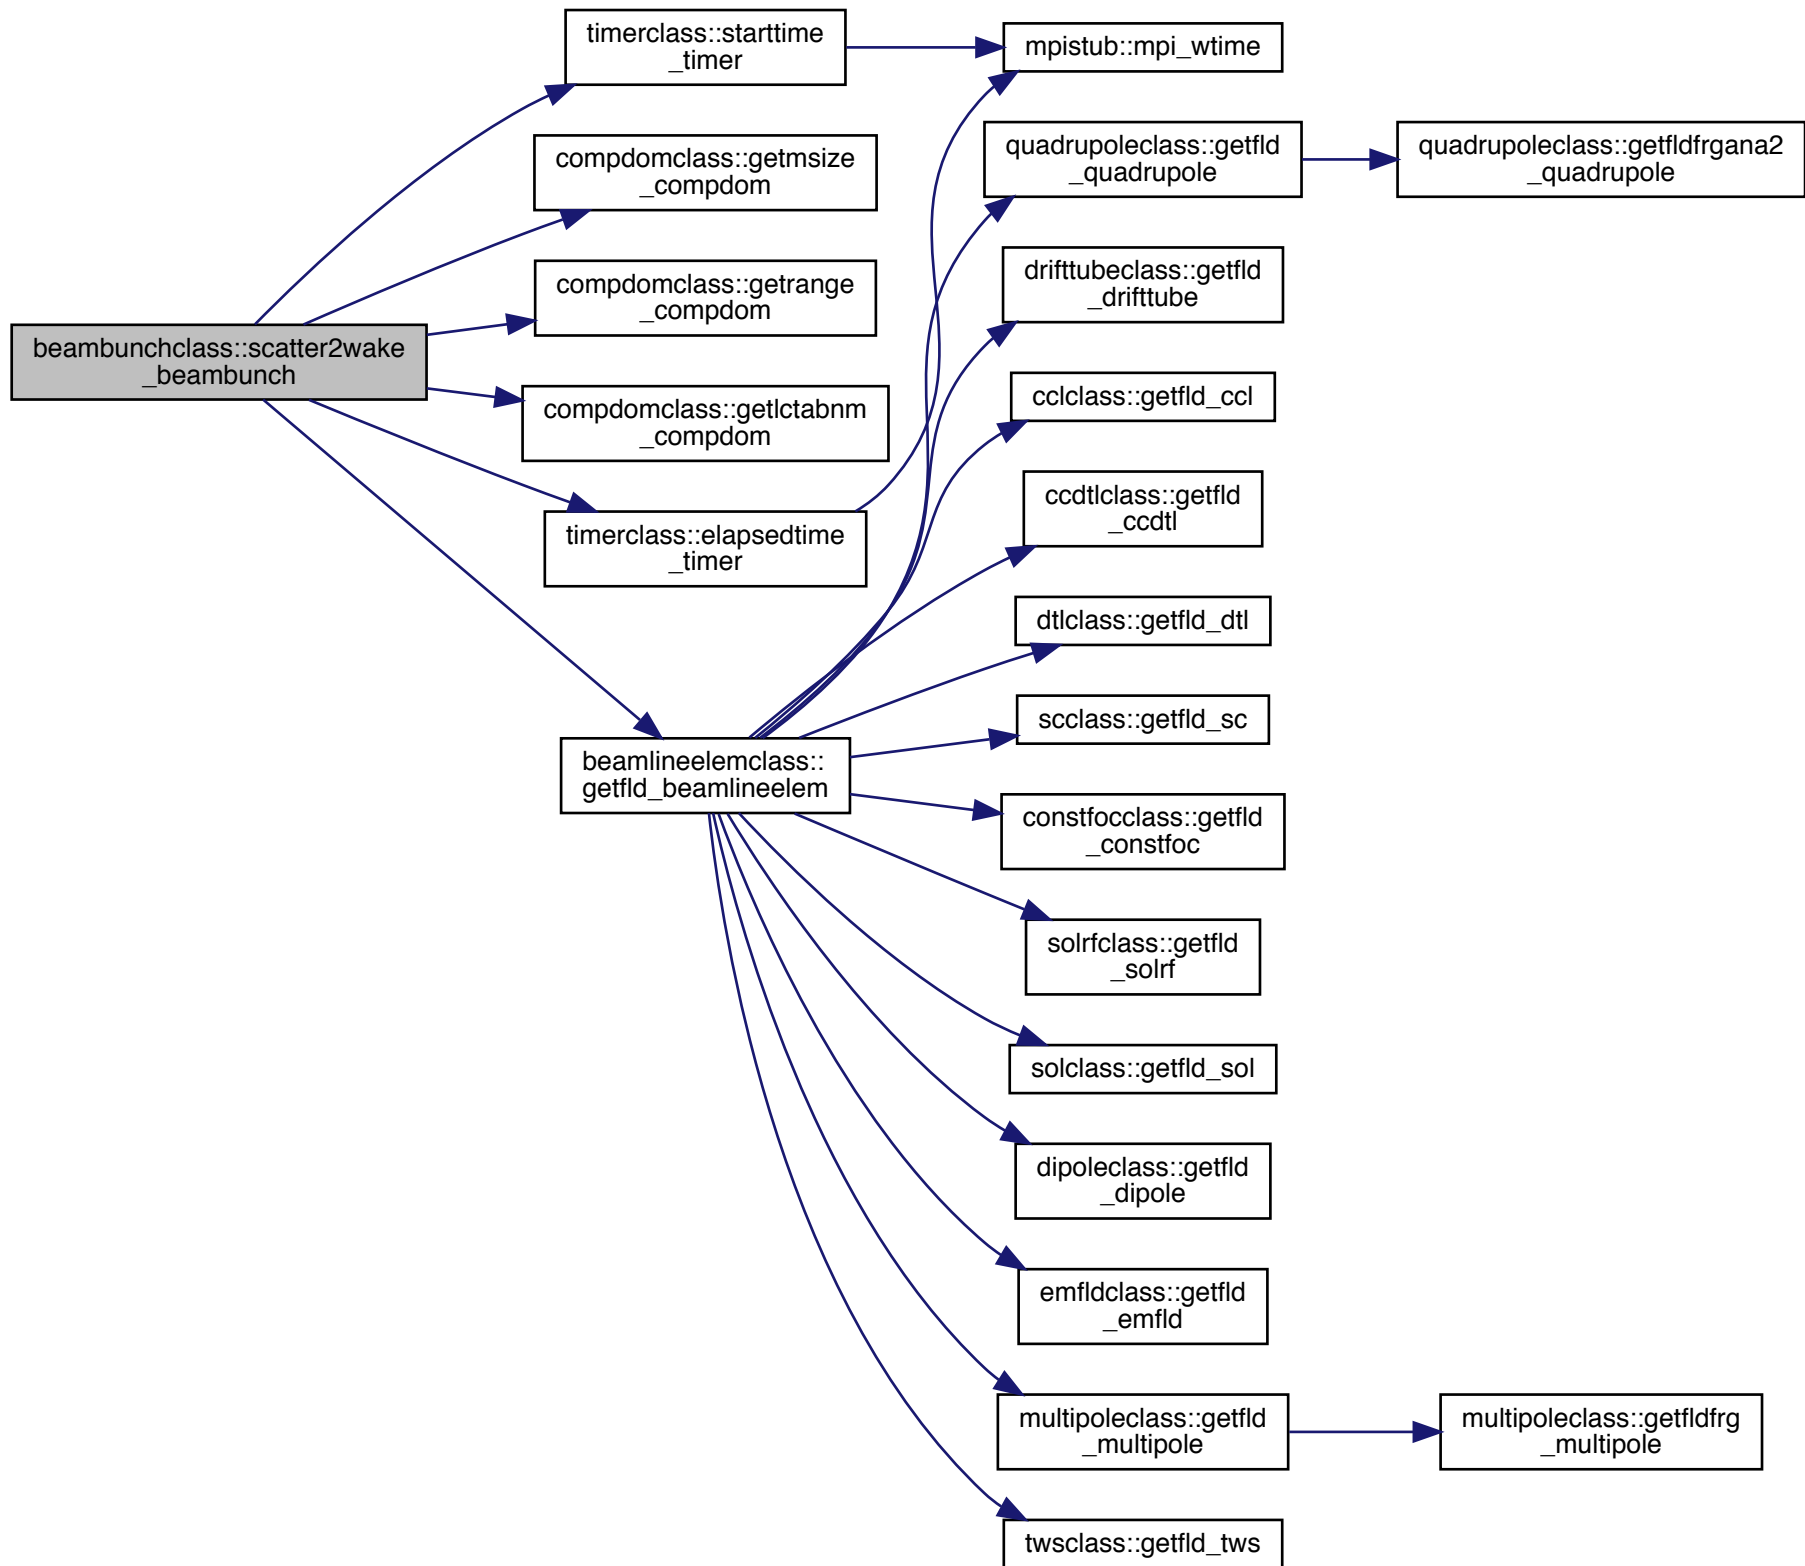 beambunchclass::scatter2wake
_beambunch
timerclass::starttime
_timer
compdomclass::getmsize
_compdom
compdomclass::getrange
_compdom
compdomclass::getlctabnm
_compdom
timerclass::elapsedtime
_timer
beamlineelemclass::
getfld_beamlineelem
mpistub::mpi_wtime
quadrupoleclass::getfld
_quadrupole
drifttubeclass::getfld
_drifttube
cclclass::getfld_ccl
ccdtlclass::getfld
_ccdtl
dtlclass::getfld_dtl
scclass::getfld_sc
constfocclass::getfld
_constfoc
solrfclass::getfld
_solrf
solclass::getfld_sol
dipoleclass::getfld
_dipole
emfldclass::getfld
_emfld
multipoleclass::getfld
_multipole
twsclass::getfld_tws
quadrupoleclass::getfldfrgana2
_quadrupole
multipoleclass::getfldfrg
_multipole